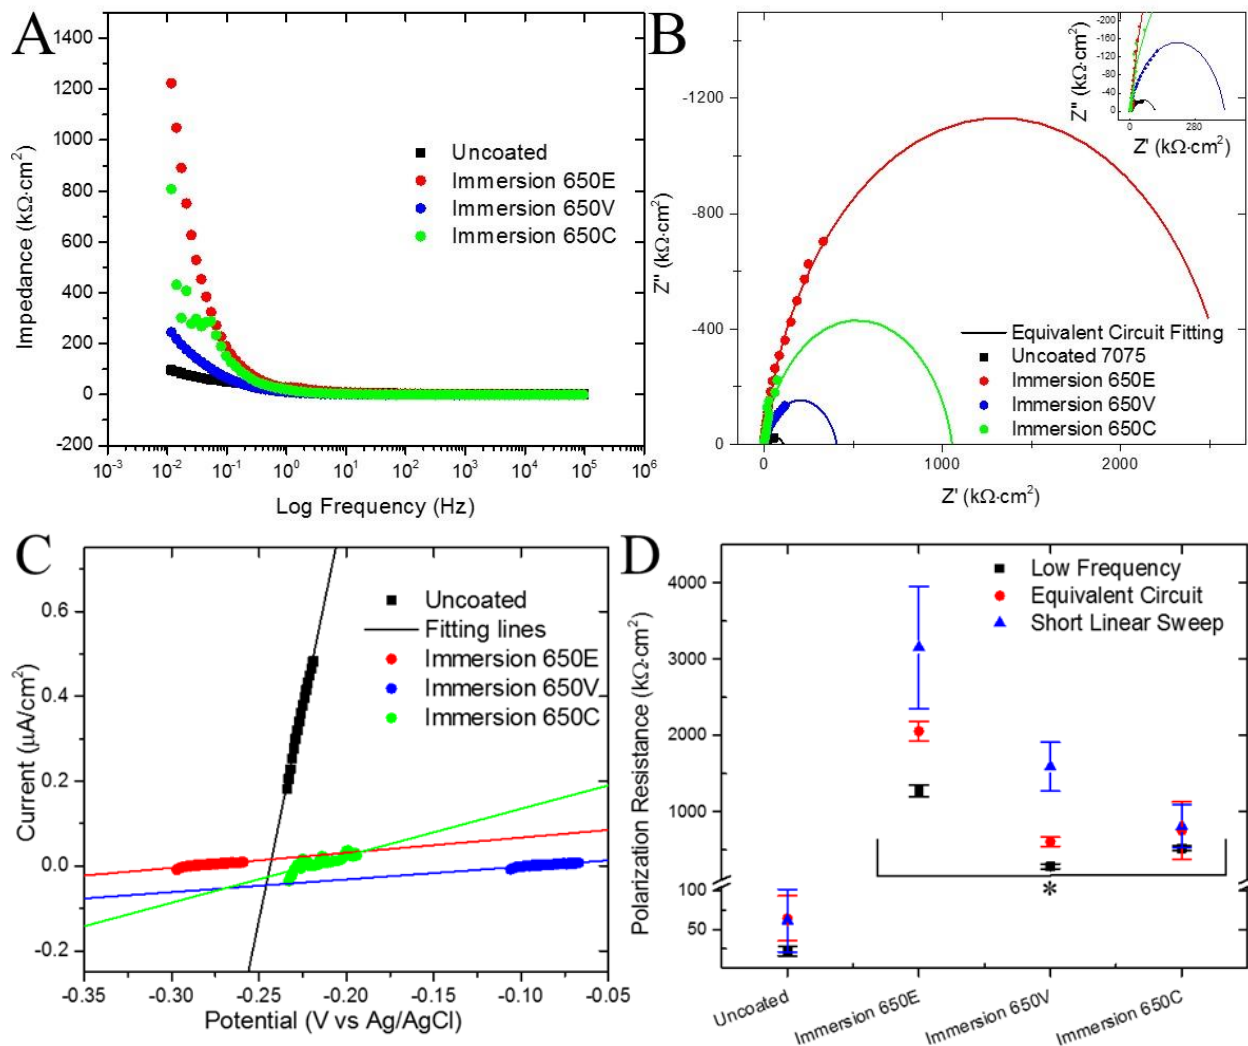 A
1400
1200
1000
800
600
400
200
0
-200
Impedance (kΩ·cm²)
Uncoated
Immersion 650E
Immersion 650V
Immersion 650C
10⁻³ 10⁻² 10⁻¹ 10⁰ 10¹ 10² 10³ 10⁴ 10⁵ 10⁶
Log Frequency (Hz)
B
-1200
-800
-400
0
Z'' (kΩ·cm²)
-200
-160
-120
-80
-40
0
Z'' (kΩ·cm²)
0 280
Z' (kΩ·cm²)
Equivalent Circuit Fitting
Uncoated 7075
Immersion 650E
Immersion 650V
Immersion 650C
0 1000 2000
Z' (kΩ·cm²)
C
0.6
0.4
0.2
0.0
-0.2
Current (μA/cm²)
Uncoated
Fitting lines
Immersion 650E
Immersion 650V
Immersion 650C
-0.35 -0.30 -0.25 -0.20 -0.15 -0.10 -0.05
Potential (V vs Ag/AgCl)
D
4000
3000
2000
1000
100
50
Polarization Resistance (kΩ·cm²)
Low Frequency
Equivalent Circuit
Short Linear Sweep
*
Uncoated
Immersion 650E
Immersion 650V
Immersion 650C